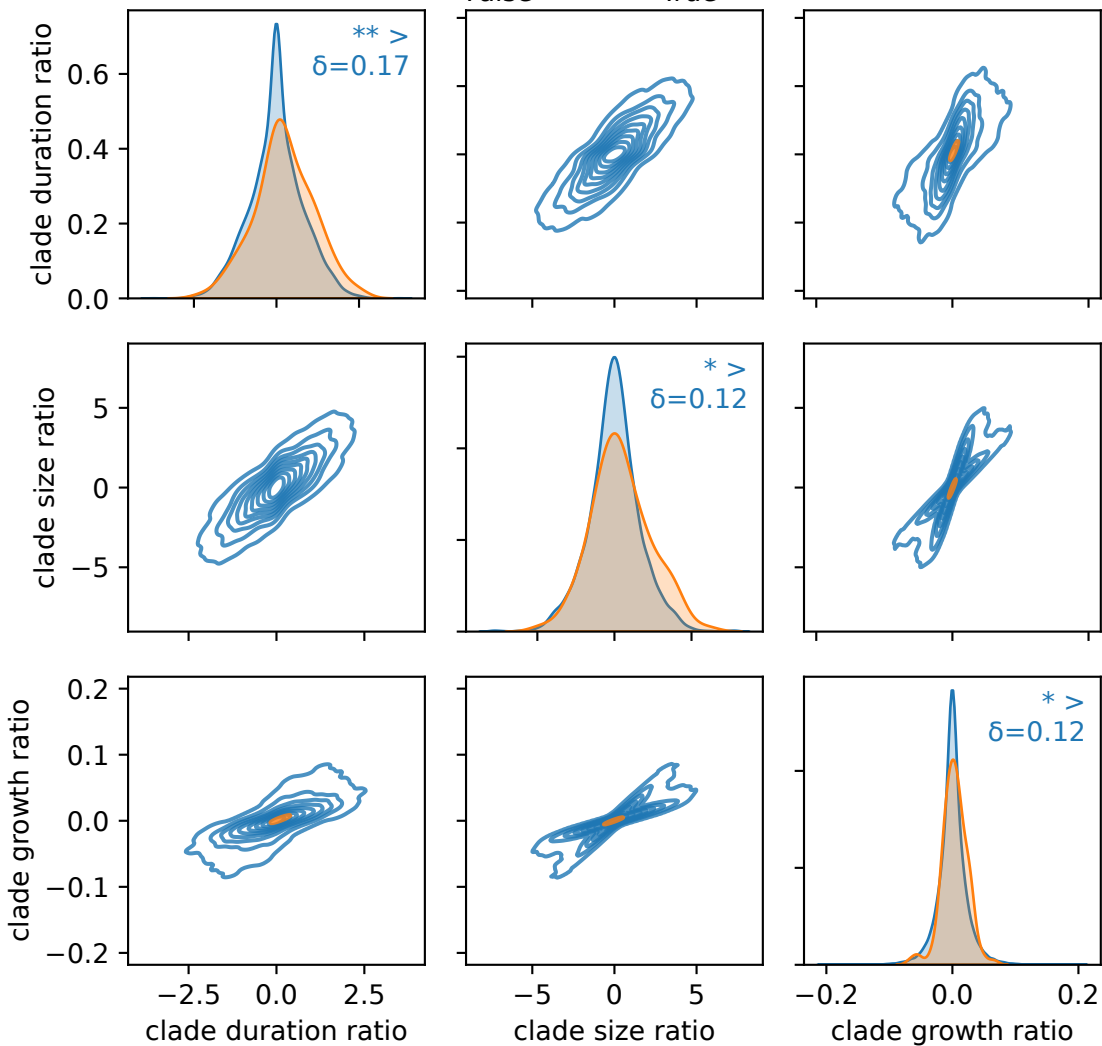 clade duration ratio
0.6
0.4
0.2
0.0
** >
δ=0.17
clade size ratio
5
0
−5
* >
δ=0.12
clade growth ratio
0.2
0.1
0.0
−0.1
−0.2
* >
δ=0.12
−2.5 0.0 2.5
−5 0 5
−0.2 0.0 0.2
clade duration ratio
clade size ratio
clade growth ratio